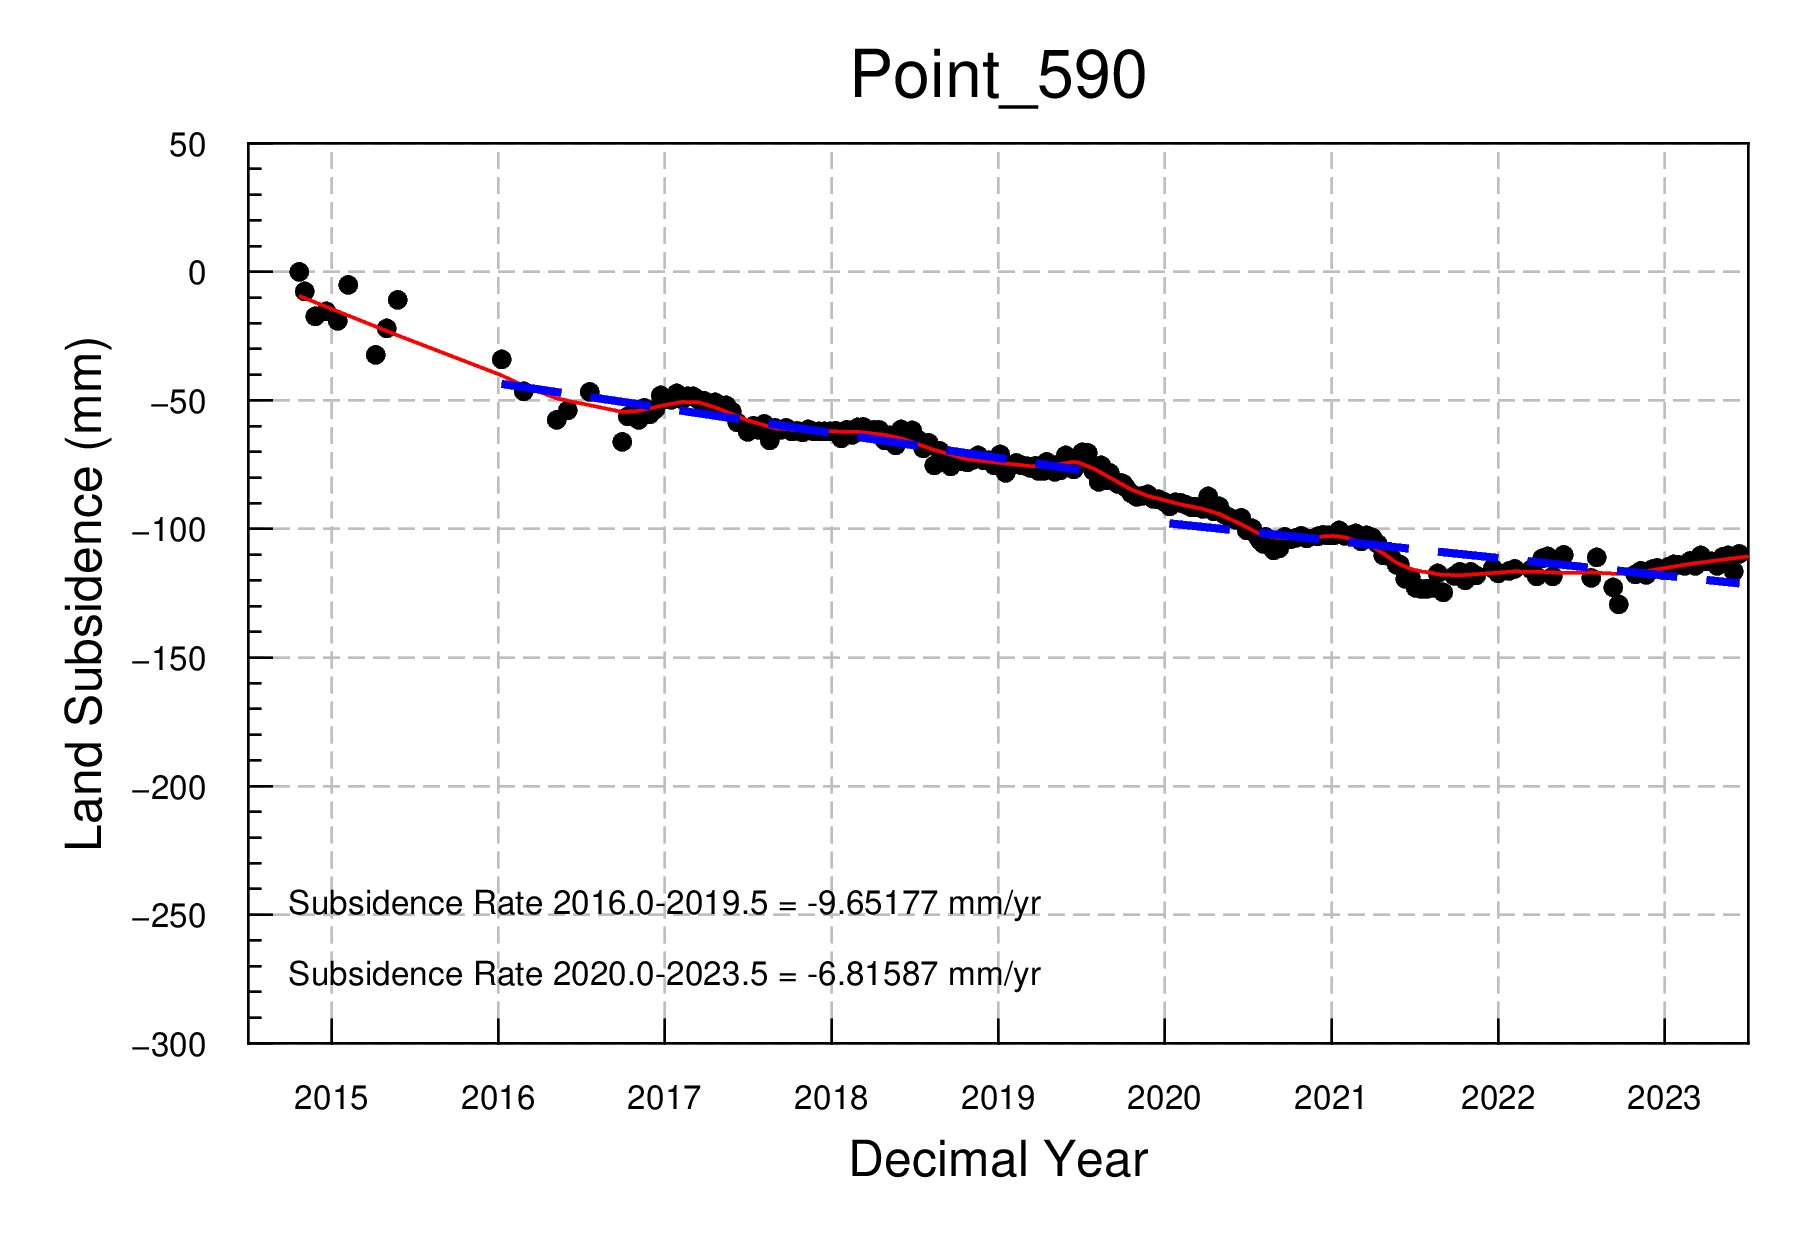 Point_590
50
0
−50
−100
−150
−200
−250
−300
Land Subsidence (mm)
Subsidence Rate 2016.0-2019.5 = -9.65177 mm/yr
Subsidence Rate 2020.0-2023.5 = -6.81587 mm/yr
2015 2016 2017 2018 2019 2020 2021 2022 2023
Decimal Year